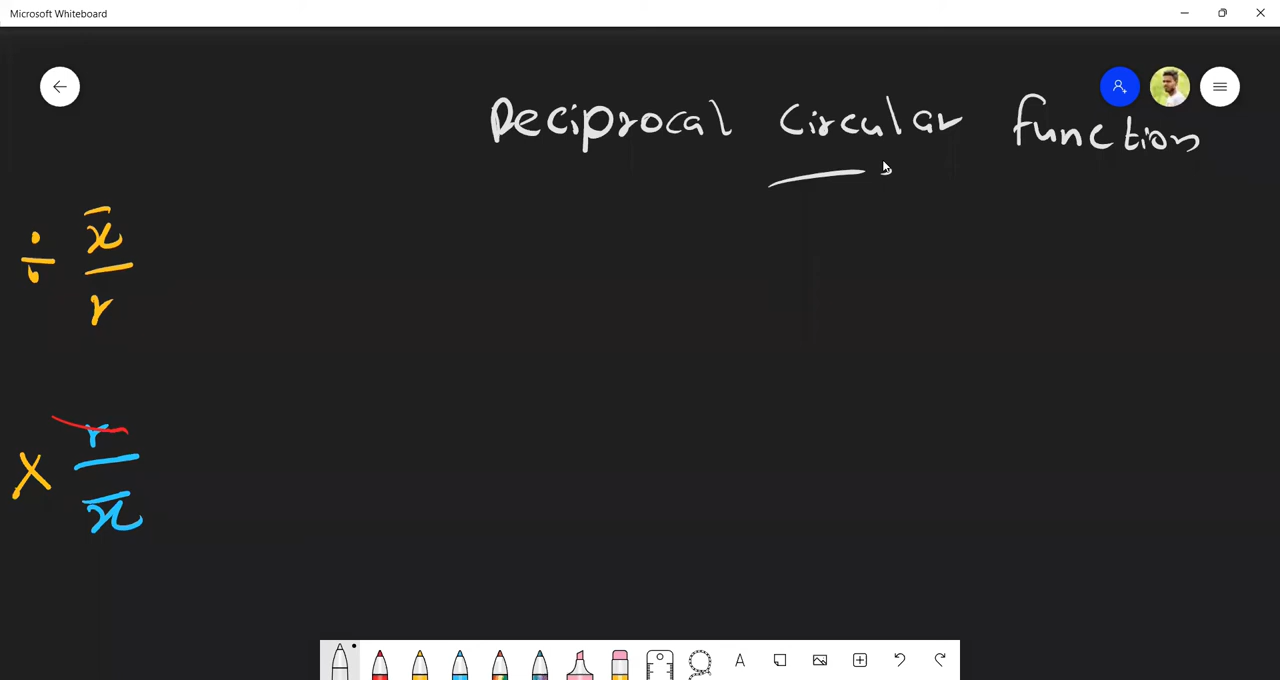 Microsoft Whiteboard
Reciprocal Circular function
÷ x̅/r
× r/x̅
A